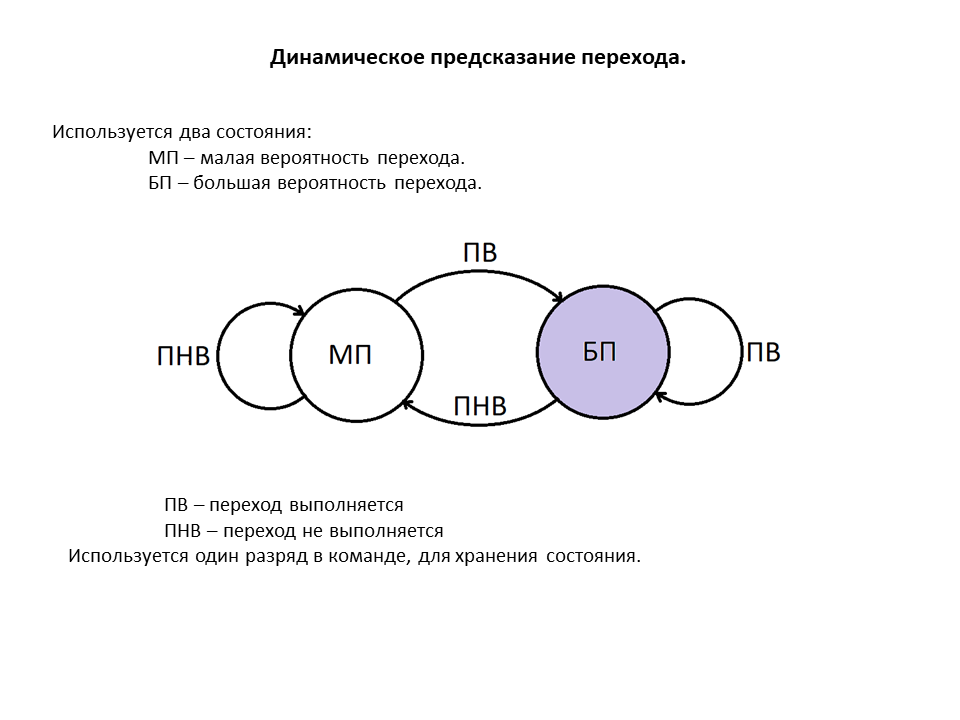 Динамическое предсказание перехода.
Используется два состояния:
МП – малая вероятность перехода.
БП – большая вероятность перехода.
ПВ
ПНВ
МП
БП
ПВ
ПНВ
ПВ – переход выполняется
ПНВ – переход не выполняется
Используется один разряд в команде, для хранения состояния.